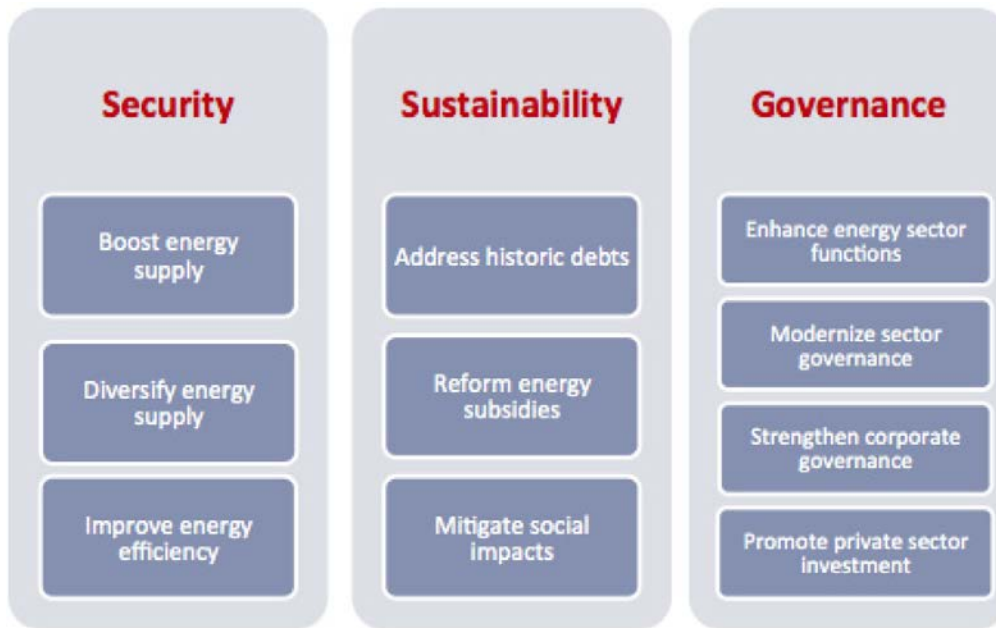 Security
Boost energy
supply
Diversify energy
supply
Improve energy
efficiency
Sustainability
Address historic debts
Reform energy
subsidies
Mitigate social
impacts
Governance
Enhance energy sector
functions
Modernize sector
governance
Strengthen corporate
governance
Promote private sector
investment